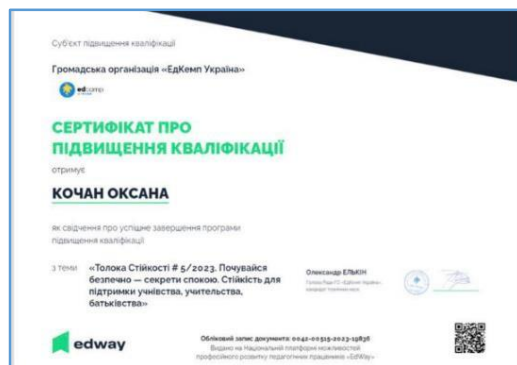 Суб'єкт підвищення кваліфікації
Громадська організація «ЕдКемп Україна»
edcamp
СЕРТИФІКАТ ПРО
ПІДВИЩЕННЯ КВАЛІФІКАЦІЇ
отримує
КОЧАН ОКСАНА
як свідчення про успішне завершення програми
підвищення кваліфікації
з теми «Толока Стійкості # 5/2023. Почувайся
безпечно — секрети спокою. Стійкість для
підтримки учнівства, учительства,
батьківства»
Олександр ЕЛЬКІН
edway
Обліковий запис документа: 0042-00515-2023-19836
Видано на Національній платформі можливостей
професійного розвитку педагогічних працівників «EdWay»